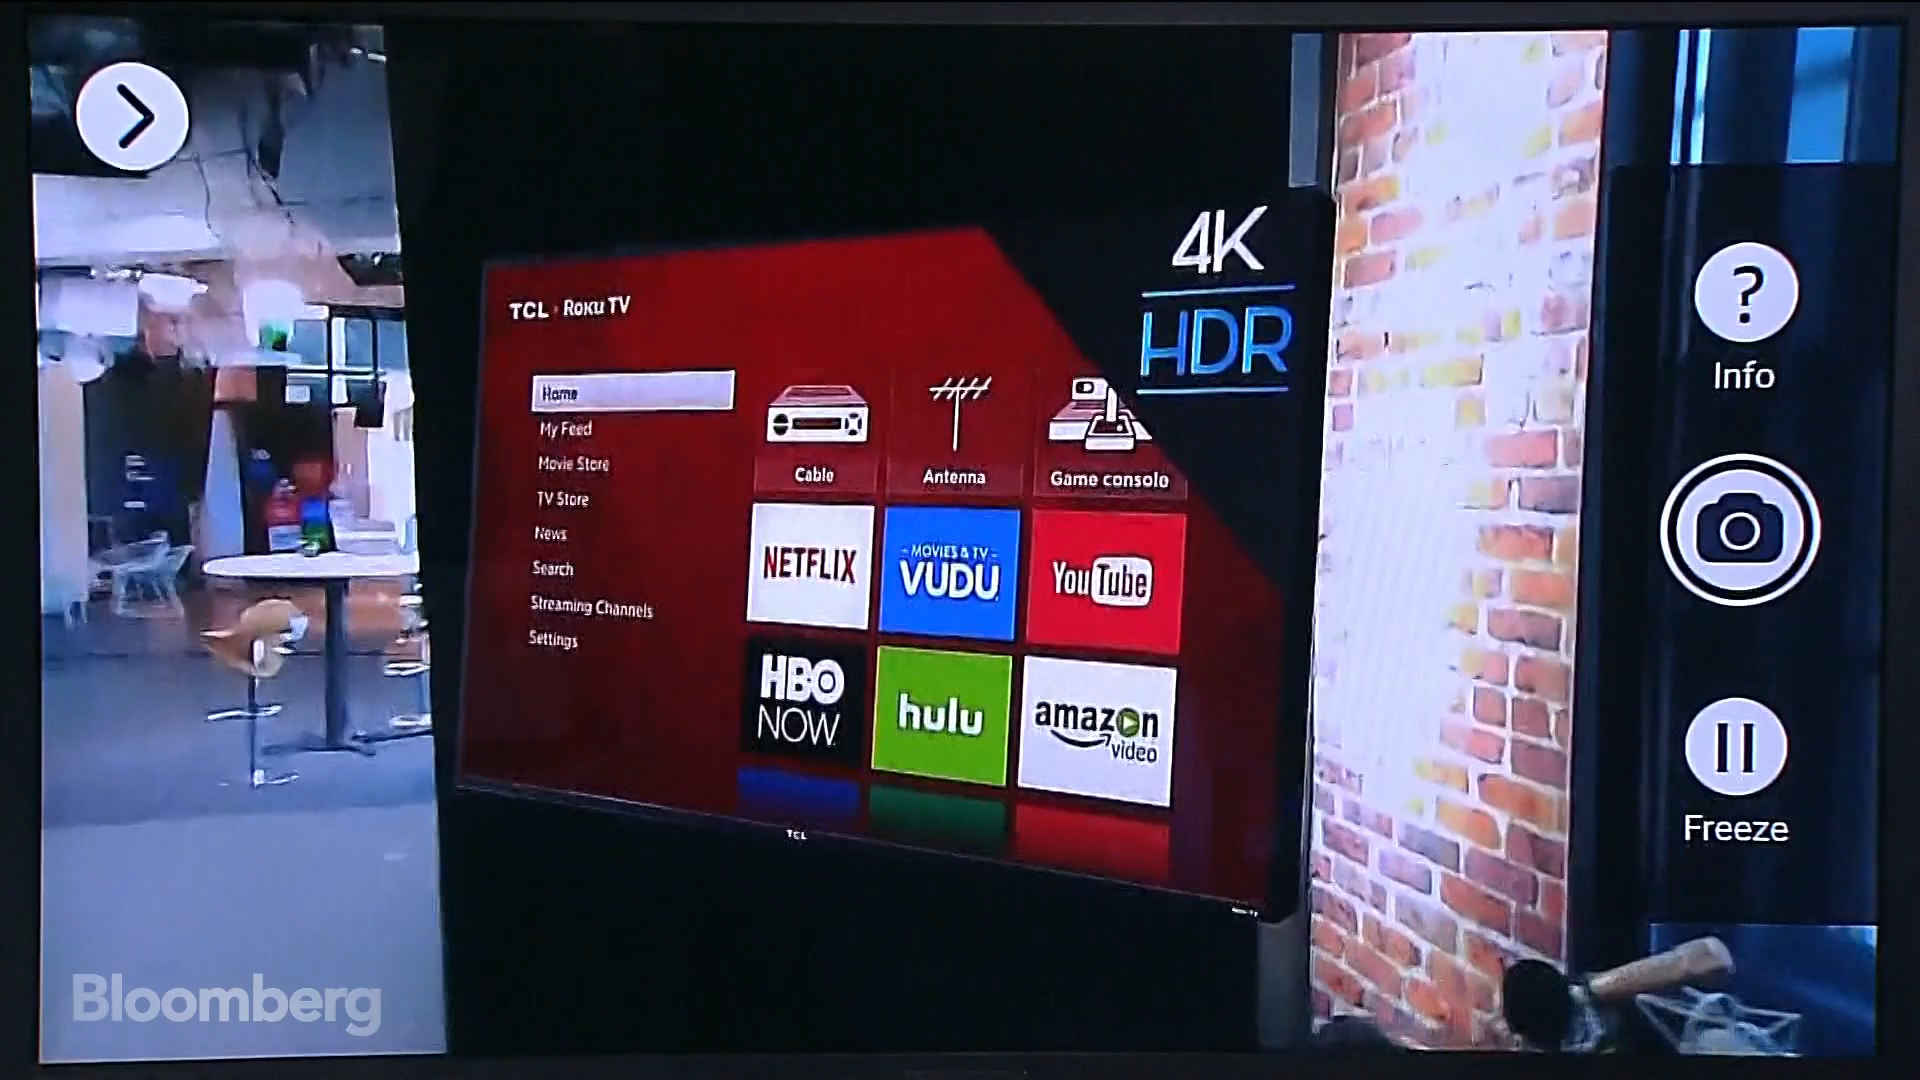 4K
HDR
TCL Roku TV
Home
My Feed
Movie Store
TV Store
News
Search
Streaming Channels
Settings
Cable
Antenna
Game console
NETFLIX
- MOVIES & TV -
VUDU
YouTube
HBO
NOW
hulu
amazon
video
TCL
?
Info
Freeze
Bloomberg